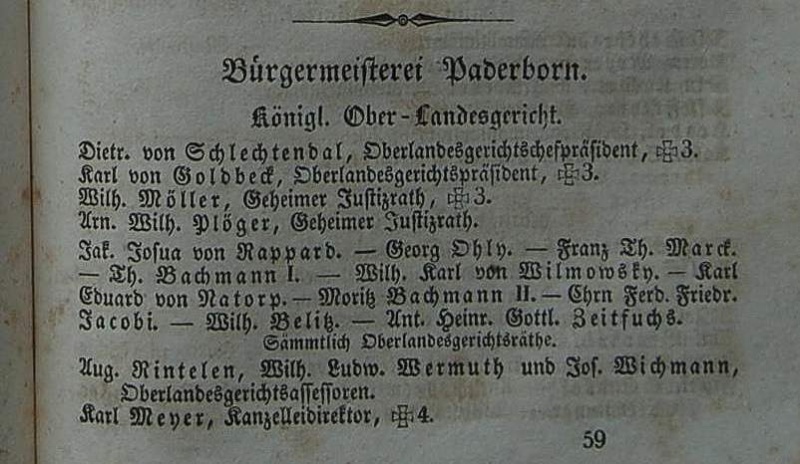 Bürgermeisterei Paderborn.
Königl. Ober-Landesgericht.
Dietr. von Schlechtendal, Oberlandesgerichtschefpräsident, ✠3.
Karl von Goldbeck, Oberlandesgerichtspräsident, ✠3.
Wilh. Möller, Geheimer Justizrath, ✠3.
Arn. Wilh. Plöger, Geheimer Justizrath.
Jak. Josua von Rappard. — Georg Ohly. — Franz Th. Marck.
— Th. Bachmann I. — Wilh. Karl von Wilmowsky. — Karl
Eduard von Natorp. — Moritz Bachmann II. — Chrn Ferd. Friedr.
Jacobi. — Wilh. Belitz. — Ant. Heinr. Gottl. Zeitfuchs.
Sämmtlich Oberlandesgerichtsräthe.
Aug. Rintelen, Wilh. Ludw. Wermuth und Jos. Wichmann,
Oberlandesgerichtsassessoren.
Karl Meyer, Kanzelleidirektor, ✠4.
59